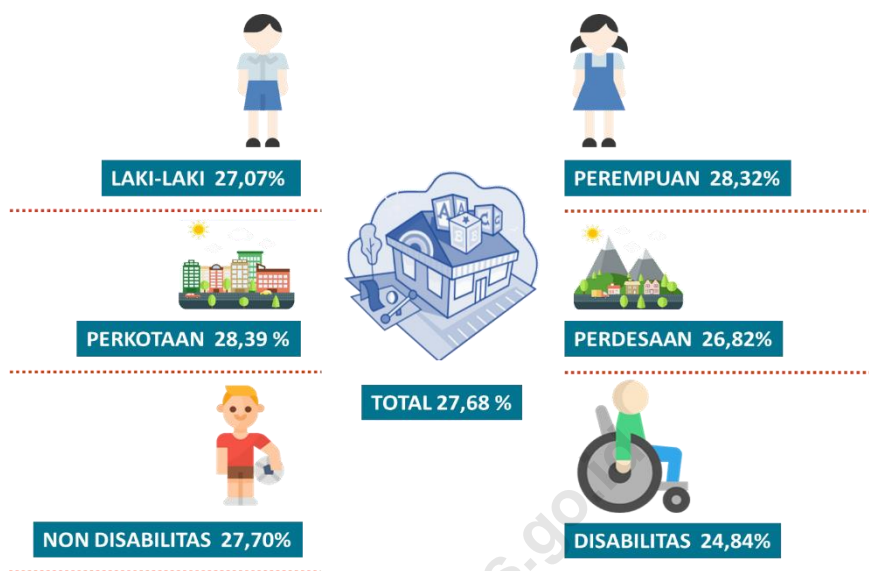 LAKI-LAKI 27,07%
PEREMPUAN 28,32%
PERKOTAAN 28,39 %
PERDESAAN 26,82%
TOTAL 27,68 %
NON DISABILITAS 27,70%
DISABILITAS 24,84%